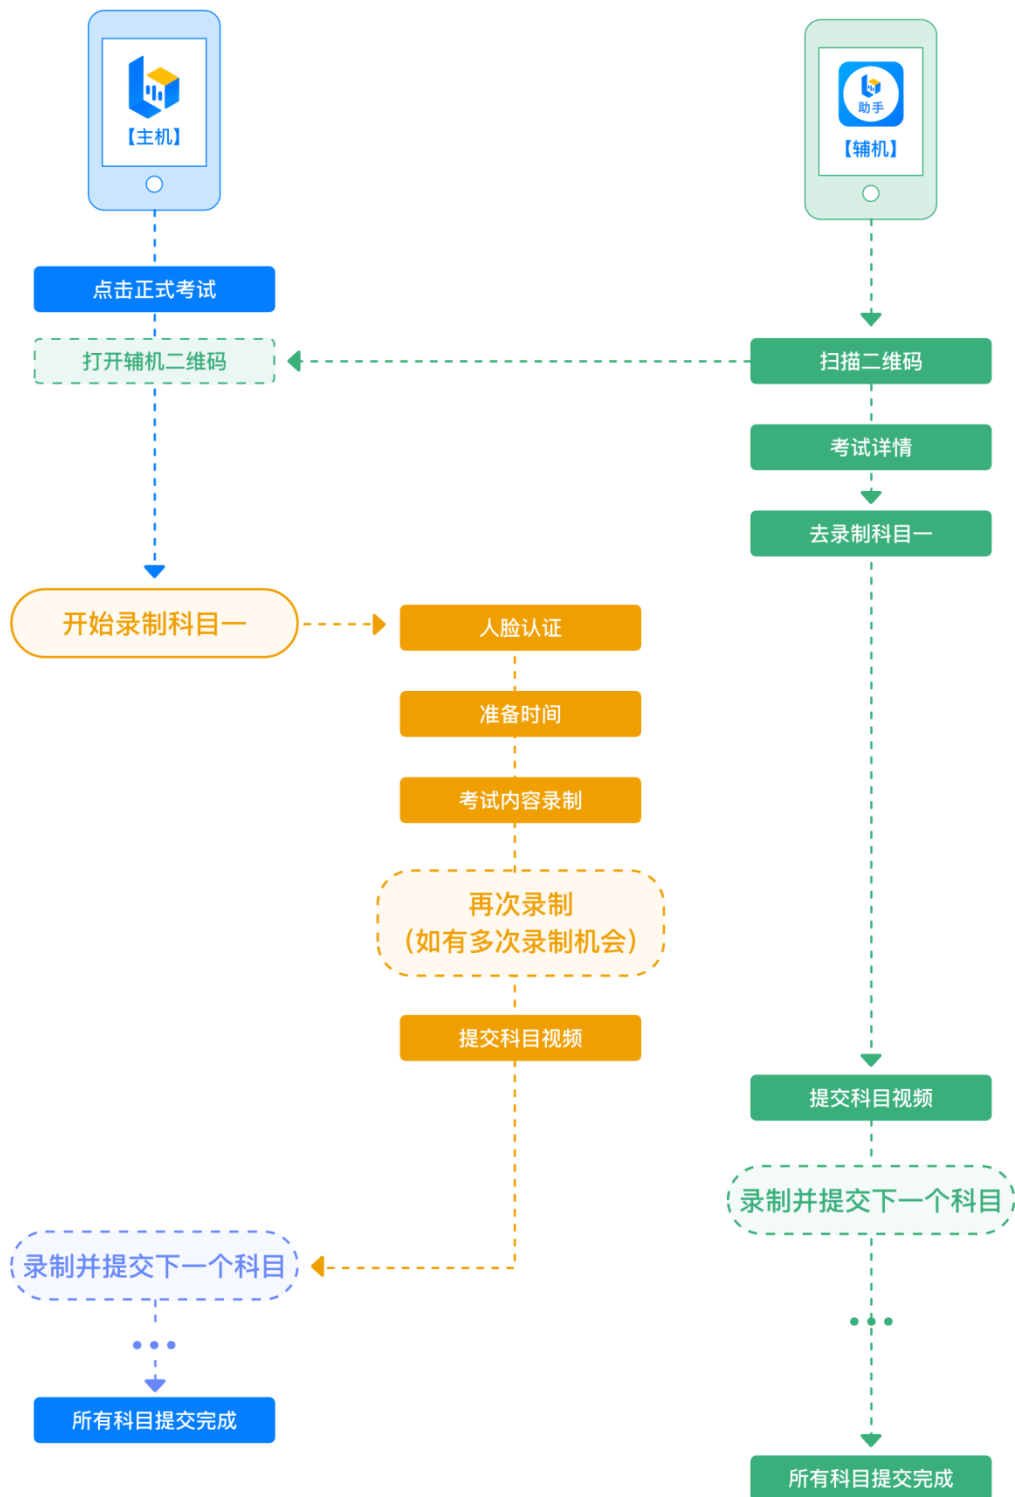 【主机】
助手
【辅机】
点击正式考试
打开辅机二维码
扫描二维码
考试详情
去录制科目一
开始录制科目一
人脸认证
准备时间
考试内容录制
再次录制
（如有多次录制机会）
提交科目视频
提交科目视频
录制并提交下一个科目
录制并提交下一个科目
所有科目提交完成
所有科目提交完成